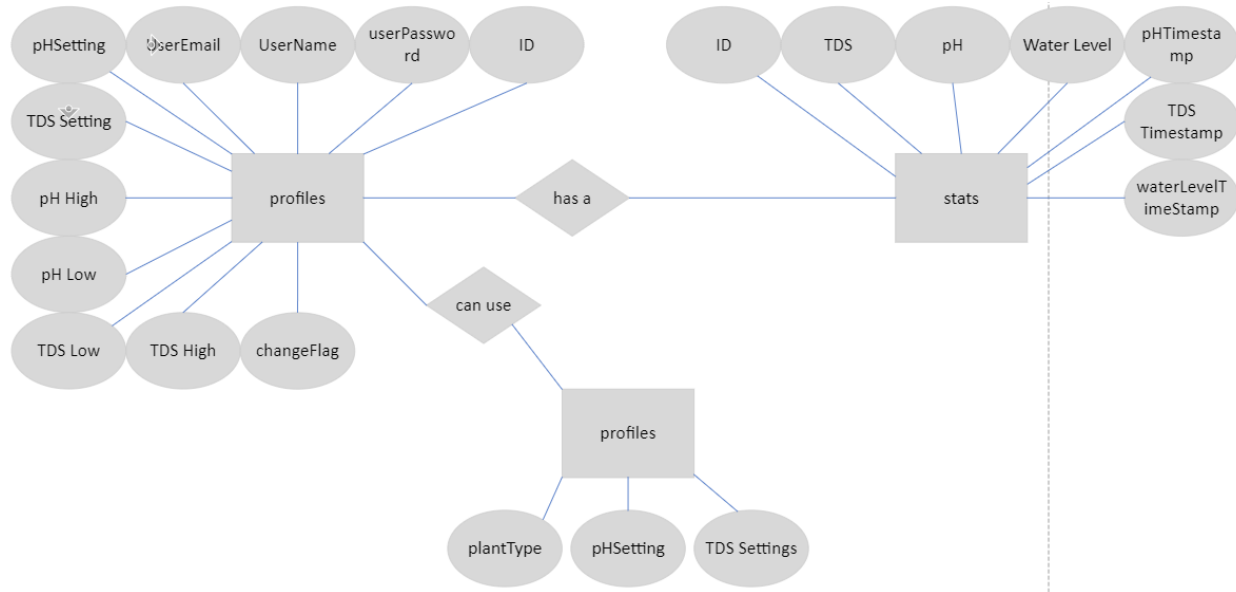 pHSetting
UserEmail
UserName
userPasswo
rd
ID
ID
TDS
pH
Water Level
pHTimesta
mp
TDS Setting
TDS
Timestamp
pH High
profiles
has a
stats
waterLevelT
imeStamp
pH Low
can use
TDS Low
TDS High
changeFlag
profiles
plantType
pHSetting
TDS Settings